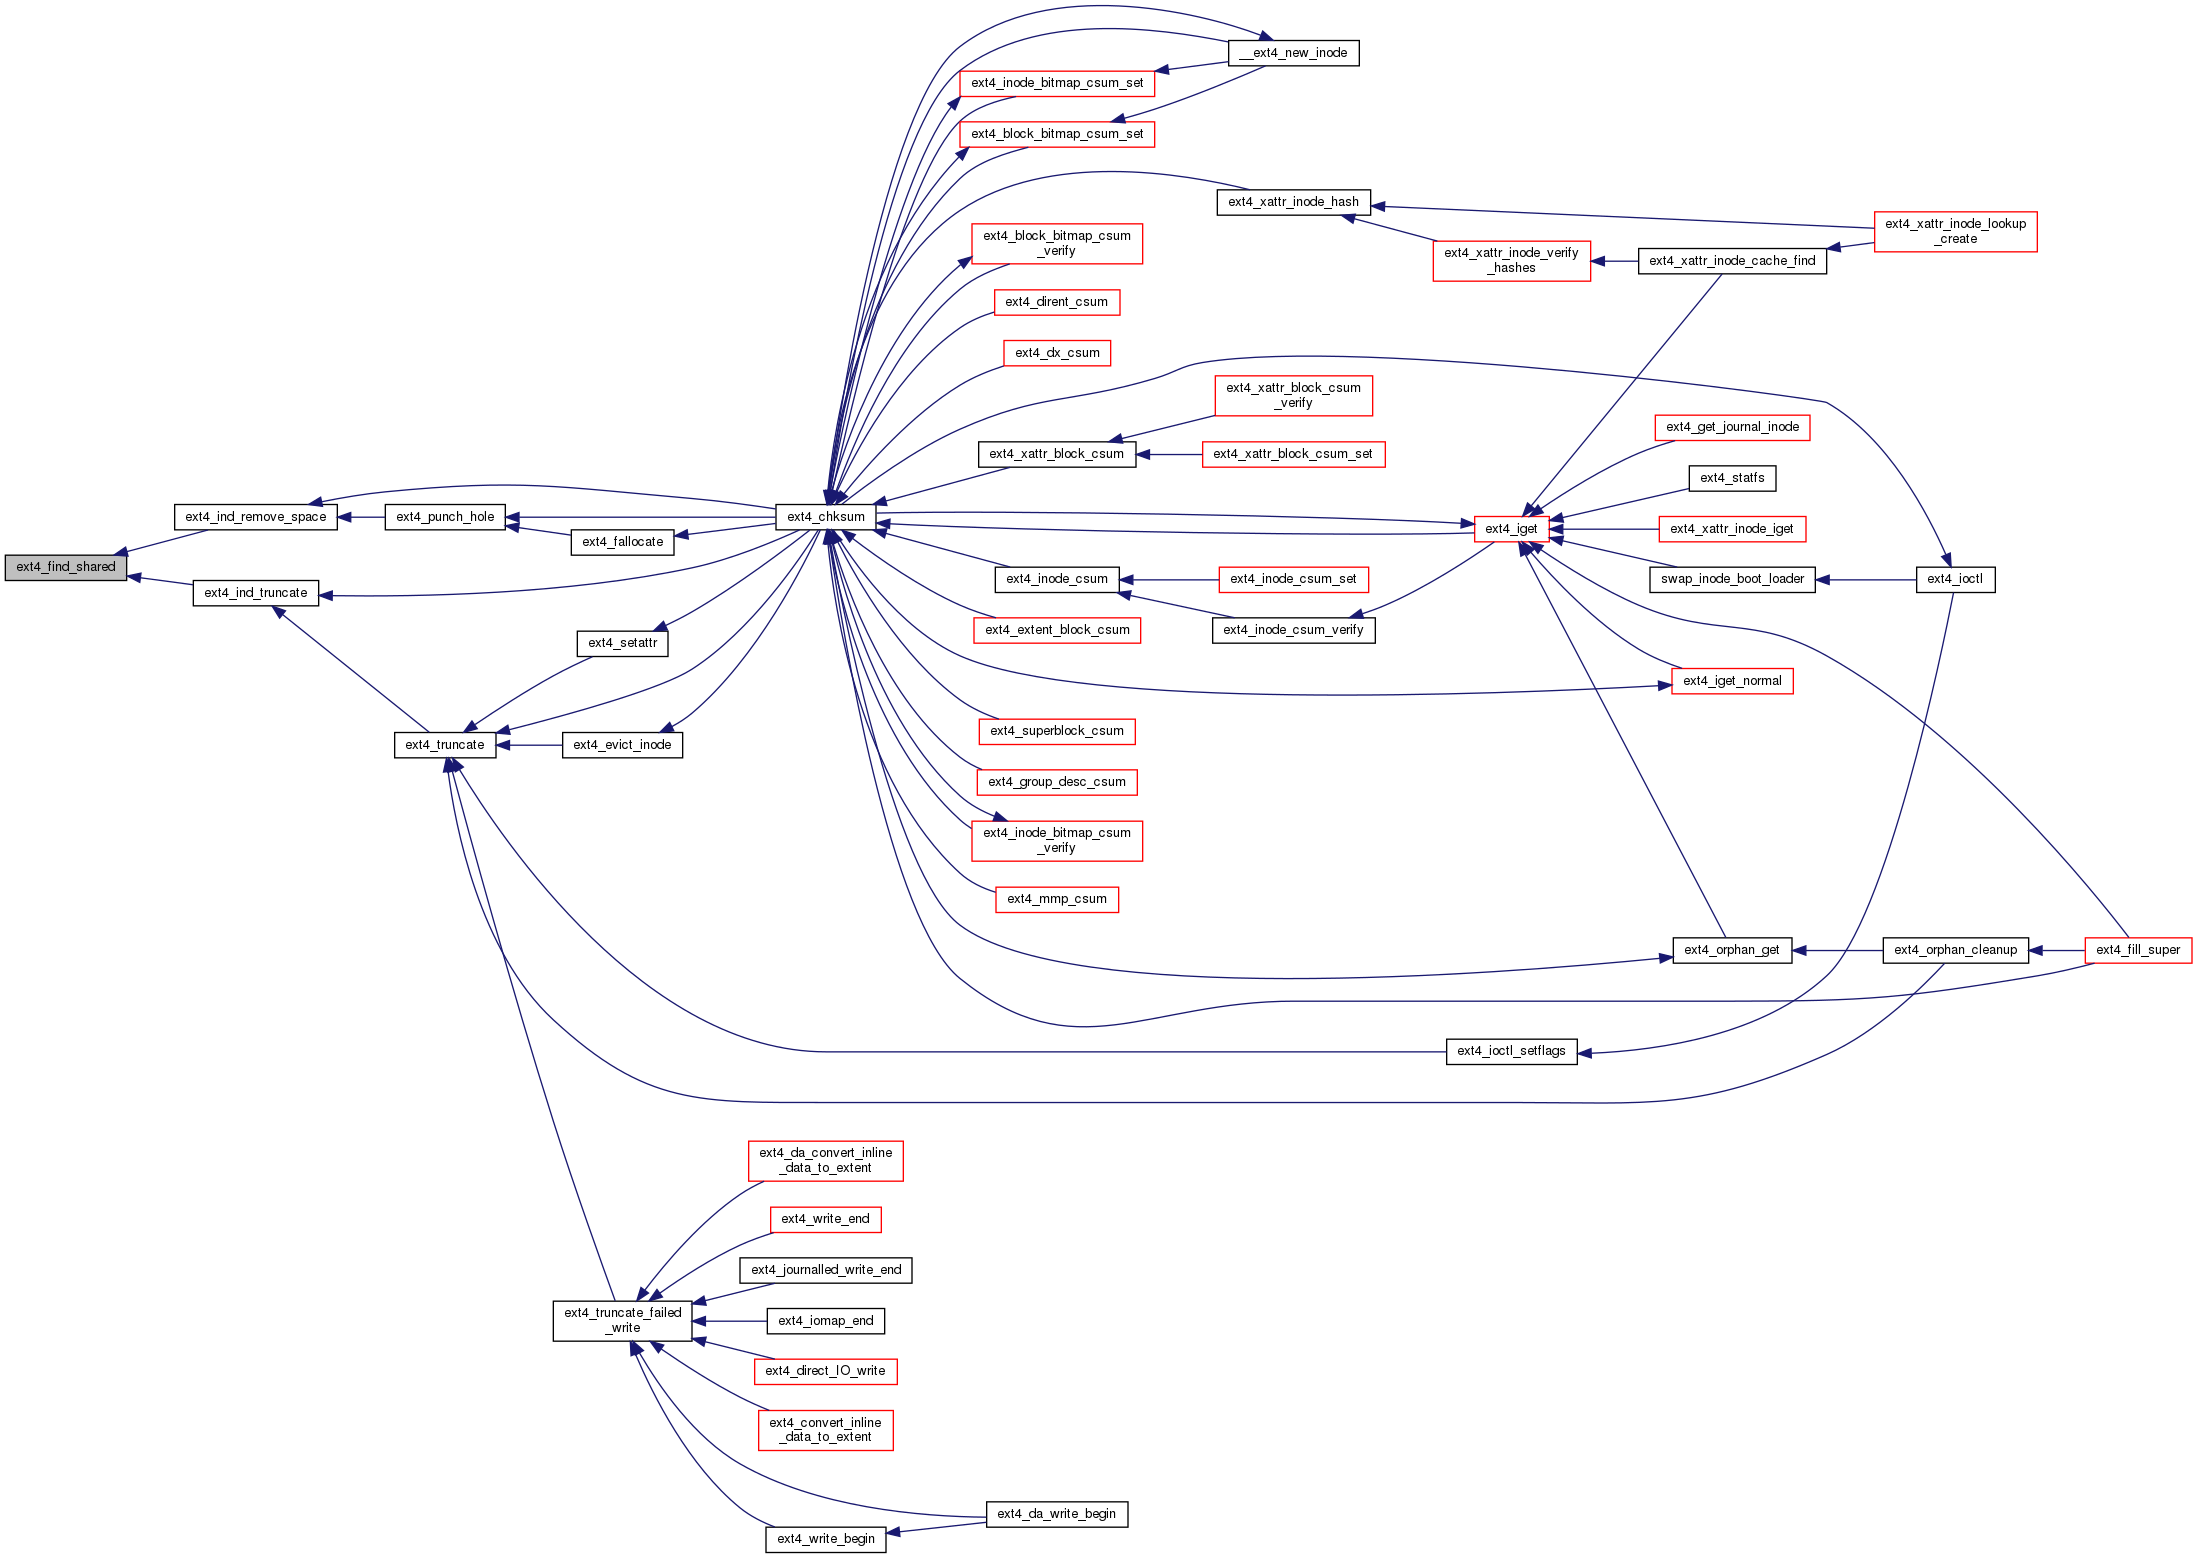 __ext4_new_inode
ext4_inode_bitmap_csum_set
ext4_block_bitmap_csum_set
ext4_xattr_inode_hash
ext4_xattr_inode_lookup
_create
ext4_block_bitmap_csum
_verify
ext4_xattr_inode_verify
_hashes
ext4_xattr_inode_cache_find
ext4_dirent_csum
ext4_dx_csum
ext4_xattr_block_csum
_verify
ext4_get_journal_inode
ext4_xattr_block_csum
ext4_xattr_block_csum_set
ext4_statfs
ext4_ind_remove_space
ext4_punch_hole
ext4_chksum
ext4_iget
ext4_xattr_inode_iget
ext4_fallocate
ext4_find_shared
ext4_ind_truncate
ext4_inode_csum
ext4_inode_csum_set
swap_inode_boot_loader
ext4_ioctl
ext4_extent_block_csum
ext4_inode_csum_verify
ext4_setattr
ext4_iget_normal
ext4_superblock_csum
ext4_truncate
ext4_evict_inode
ext4_group_desc_csum
ext4_inode_bitmap_csum
_verify
ext4_mmp_csum
ext4_orphan_get
ext4_orphan_cleanup
ext4_fill_super
ext4_ioctl_setflags
ext4_da_convert_inline
_data_to_extent
ext4_write_end
ext4_journalled_write_end
ext4_truncate_failed
_write
ext4_iomap_end
ext4_direct_IO_write
ext4_convert_inline
_data_to_extent
ext4_da_write_begin
ext4_write_begin